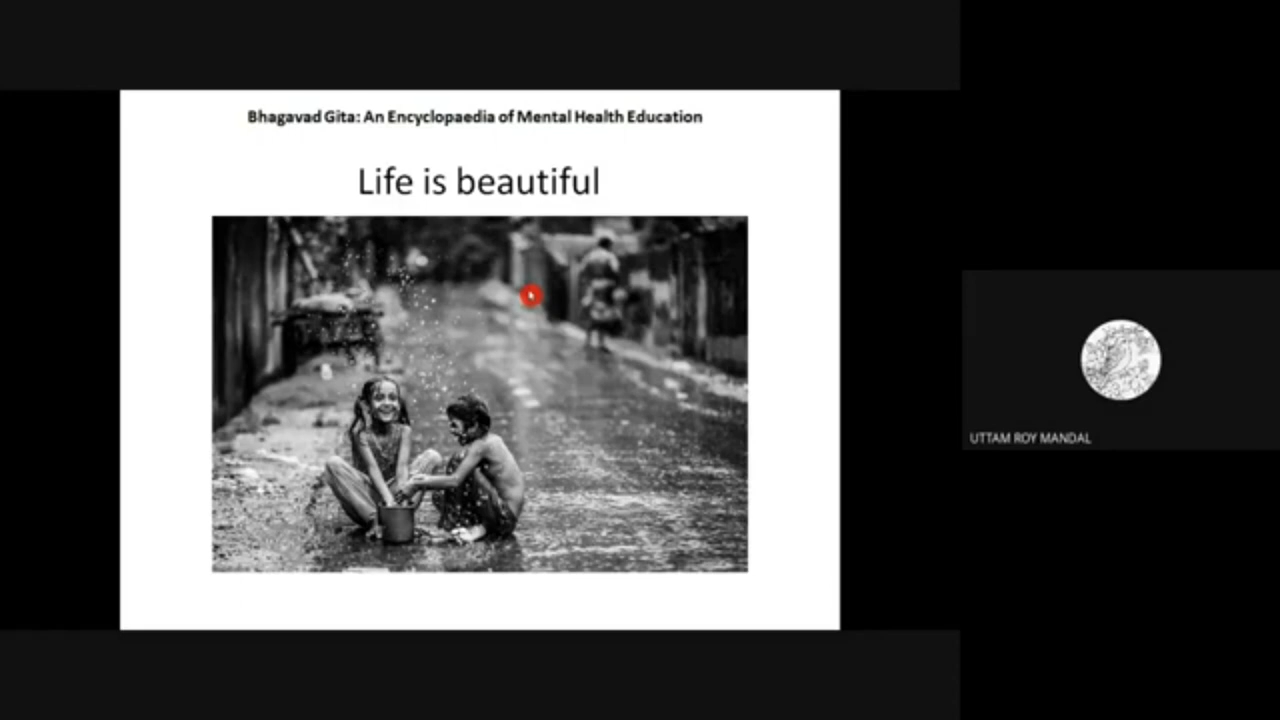 Bhagavad Gita: An Encyclopaedia of Mental Health Education
Life is beautiful
UTTAM ROY MANDAL